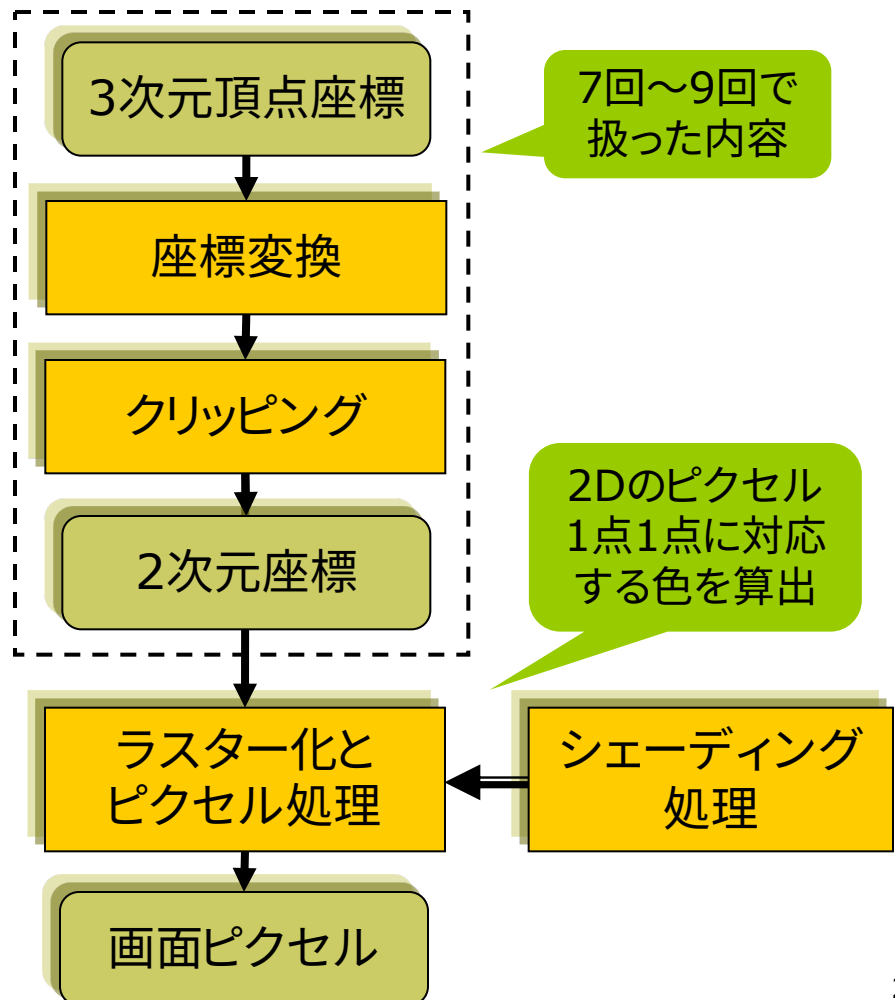 3次元頂点座標
7回～9回で
扱った内容
座標変換
クリッピング
2Dのピクセル
1点1点に対応
する色を算出
2次元座標
ラスター化と
ピクセル処理
シェーディング
処理
画面ピクセル